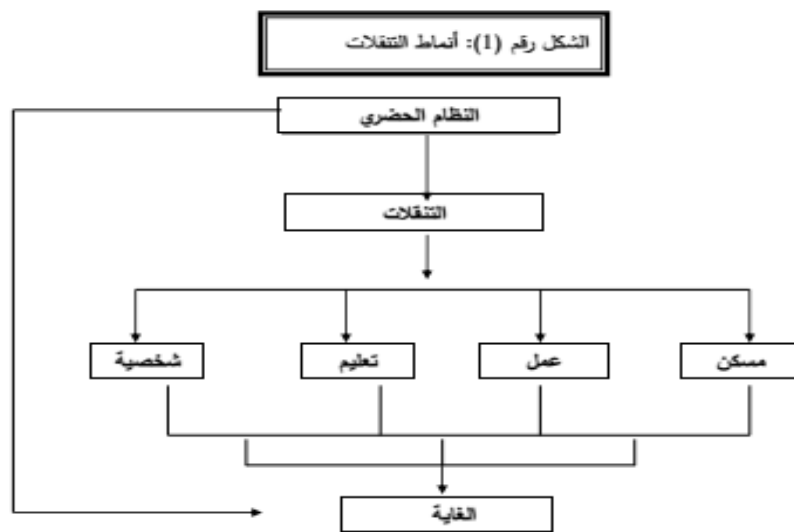 الشكل رقم (1): أنماط التنقلات
النظام الحضري
التنقلات
مسكن
عمل
تعليم
شخصية
الغاية